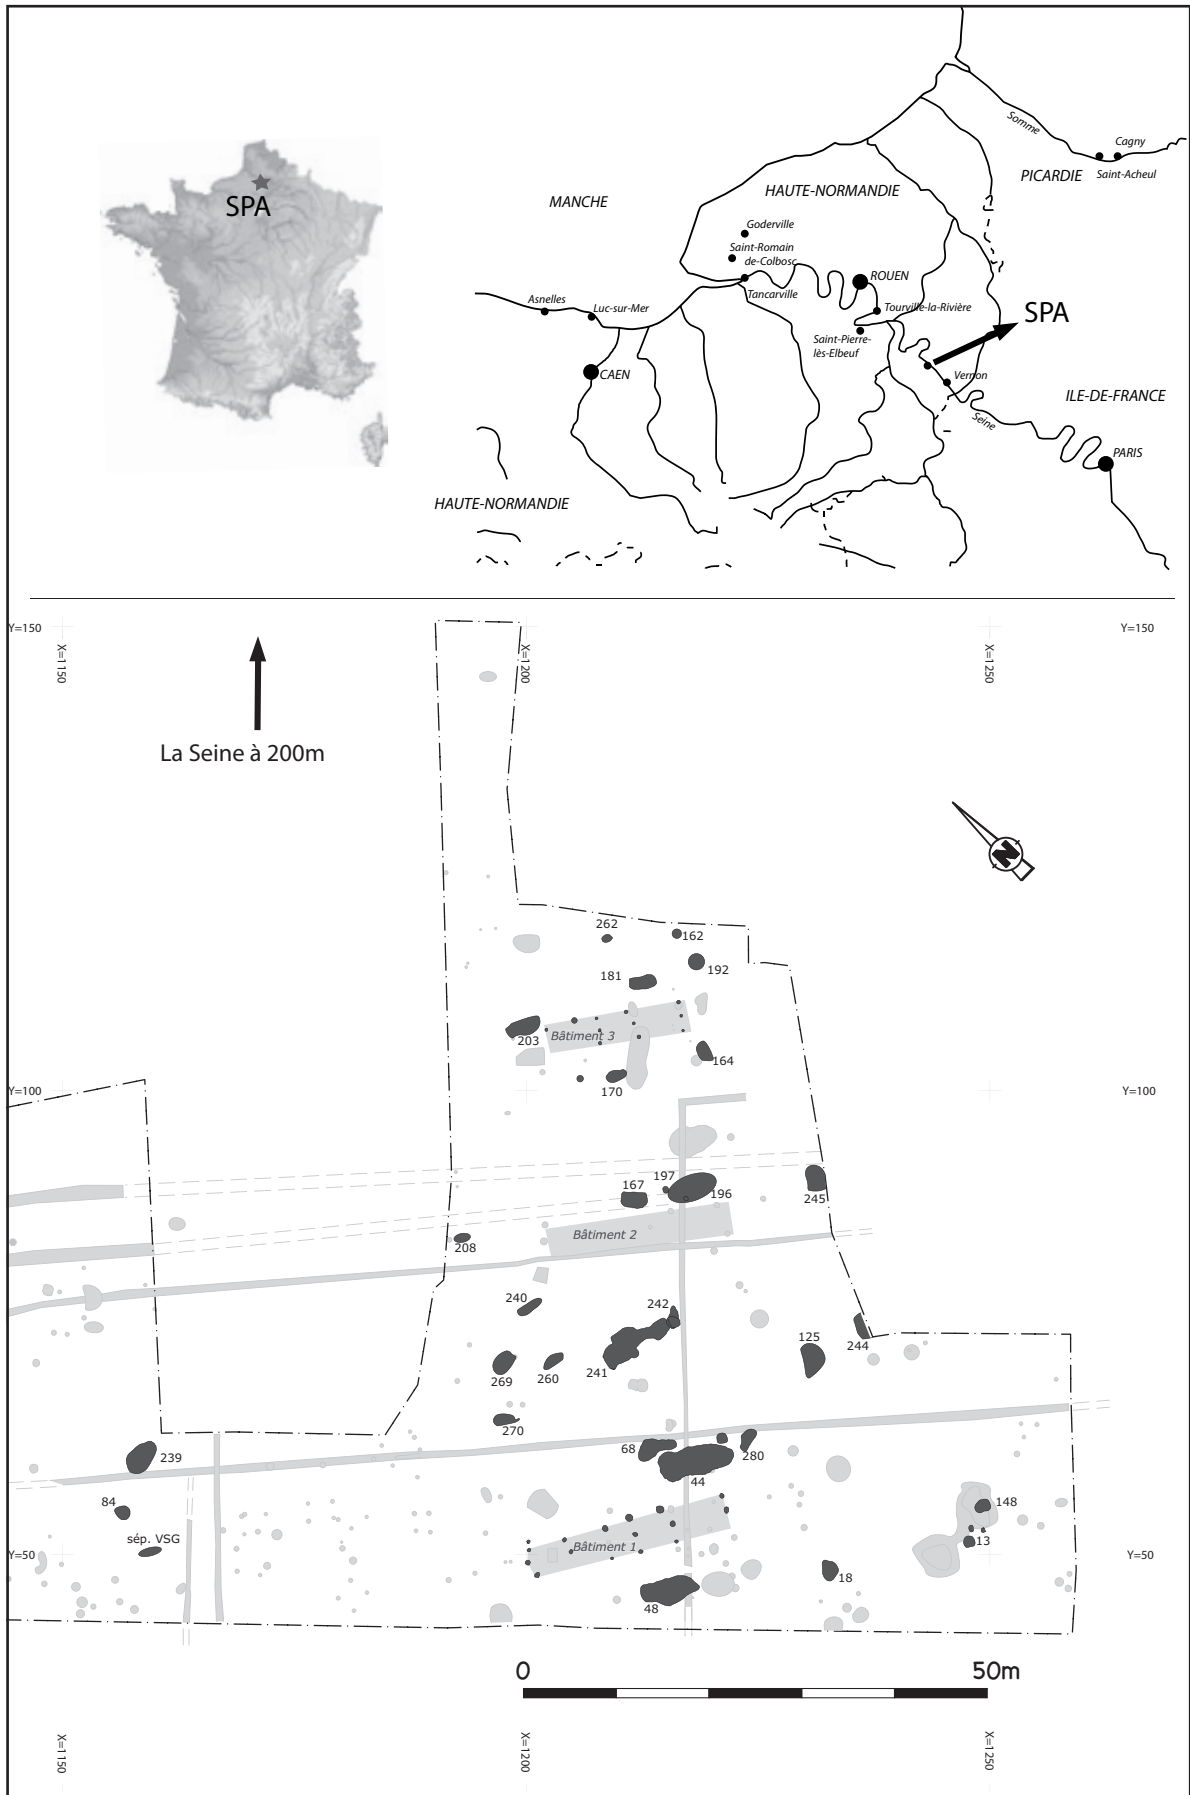 SPA
MANCHE
HAUTE-NORMANDIE
PICARDIE
Somme
Cagny
Saint-Acheul
Goderville
Saint-Romain
de-Colbosc
Tancarville
ROUEN
Tourville-la-Rivière
Saint-Pierre-
lès-Elbeuf
SPA
Asnelles
Luc-sur-Mer
CAEN
Vernon
Seine
ILE-DE-FRANCE
PARIS
HAUTE-NORMANDIE
Y=150
Y=150
X=1150
X=1200
X=1250
La Seine à 200m
N
262
162
192
181
203
Bâtiment 3
164
170
Y=100
Y=100
197
167
196
245
208
Bâtiment 2
240
242
241
125
244
269
260
270
239
68
280
44
84
sép. VSG
148
13
Y=50
Y=50
Bâtiment 1
18
48
0
50m
X=1150
X=1200
X=1250